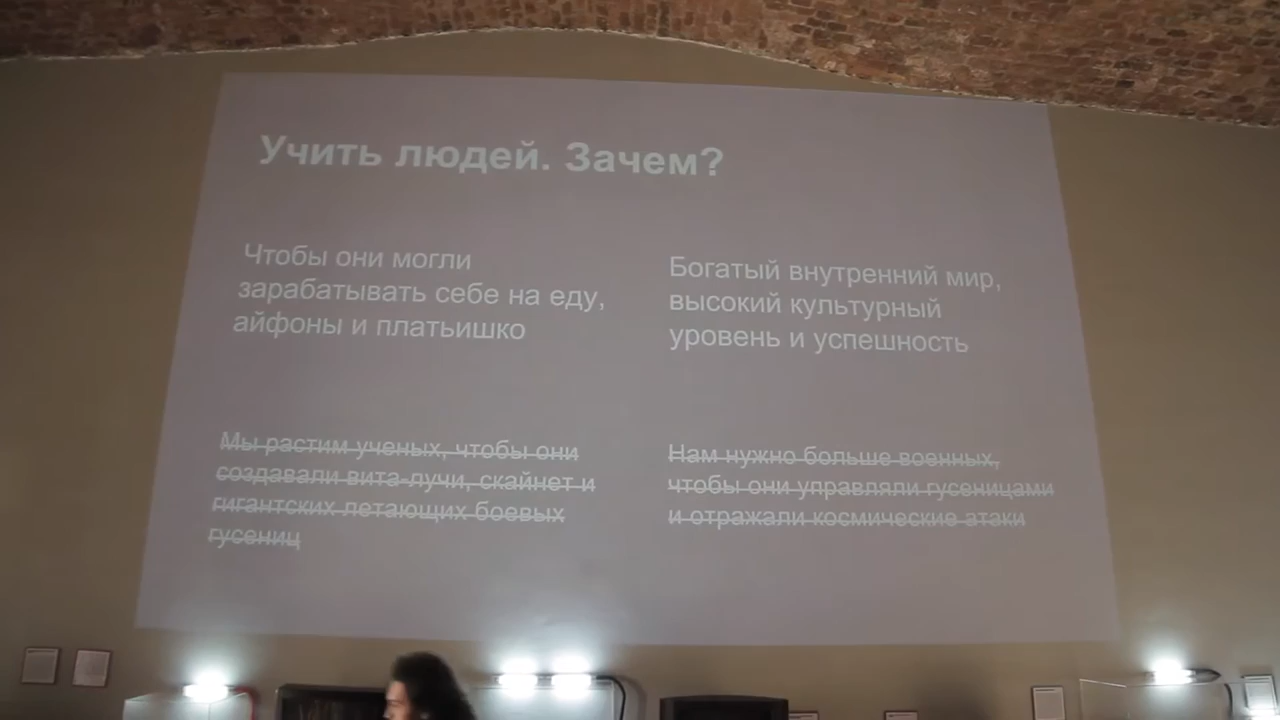 Учить людей. Зачем?
Чтобы они могли
зарабатывать себе на еду,
айфоны и платьишко
Богатый внутренний мир,
высокий культурный
уровень и успешность
Мы растим ученых, чтобы они
создавали вита-лучи, скайнет и
гигантских летающих боевых
гусениц
Нам нужно больше военных,
чтобы они управляли гусеницами
и отражали космические атаки